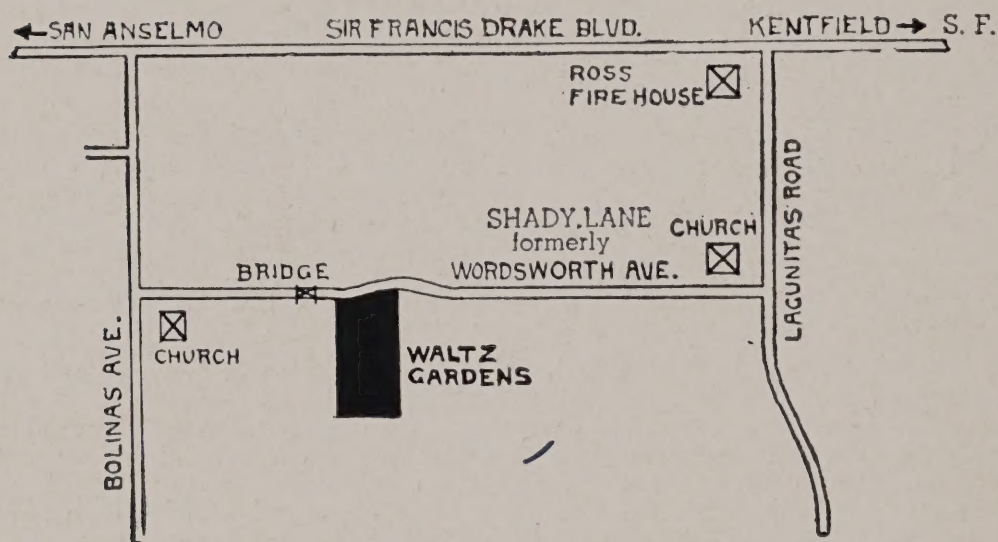 ←SAN ANSELMO SIR FRANCIS DRAKE BLVD. KENTFIELD→ S. F.
ROSS
FIRE HOUSE
LAGUNITAS ROAD
SHADY LANE
formerly
WORDSWORTH AVE.
CHURCH
BRIDGE
BOLINAS AVE.
CHURCH
WALTZ
GARDENS